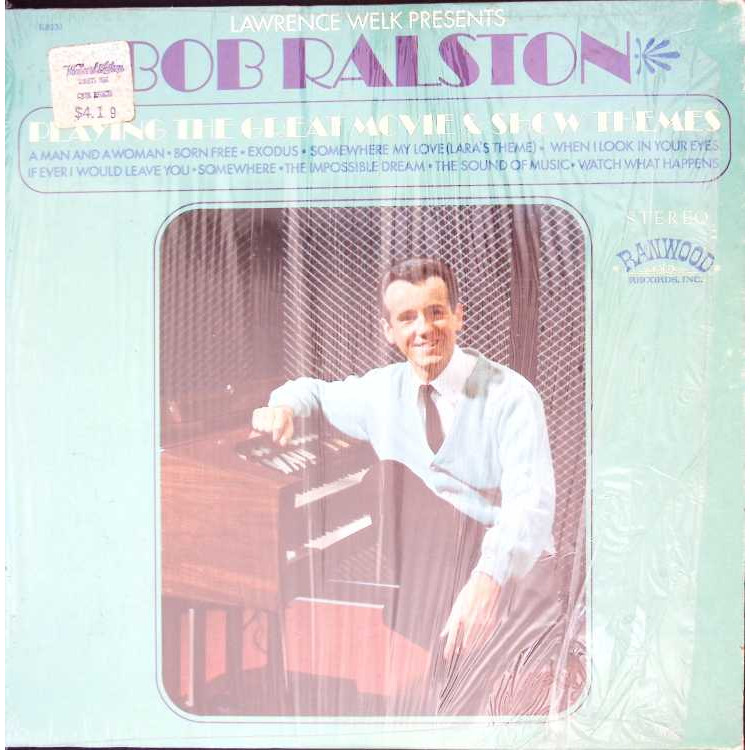 LAWRENCE WELK PRESENTS
BOB RALSTON
$4.19
PLAYING THE GREAT MOVIE & SHOW THEMES
A MAN AND A WOMAN • BORN FREE • EXODUS • SOMEWHERE MY LOVE (LARA'S THEME) • WHEN I LOOK IN YOUR EYES
IF EVER I WOULD LEAVE YOU • SOMEWHERE • THE IMPOSSIBLE DREAM • THE SOUND OF MUSIC • WATCH WHAT HAPPENS
STEREO
RANWOOD
RECORDS, INC.